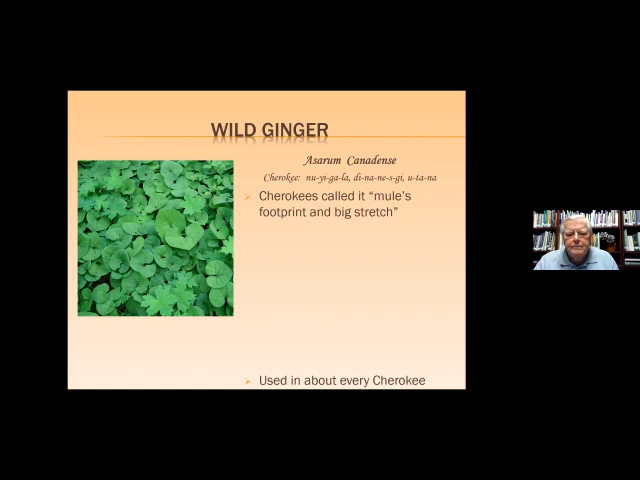 WILD GINGER
Asarum Canadense
Cherokee: nu-yi-ga-la, di-na-ne-s-gi, u-ta-na
Cherokees called it “mule’s
footprint and big stretch”
Used in about every Cherokee